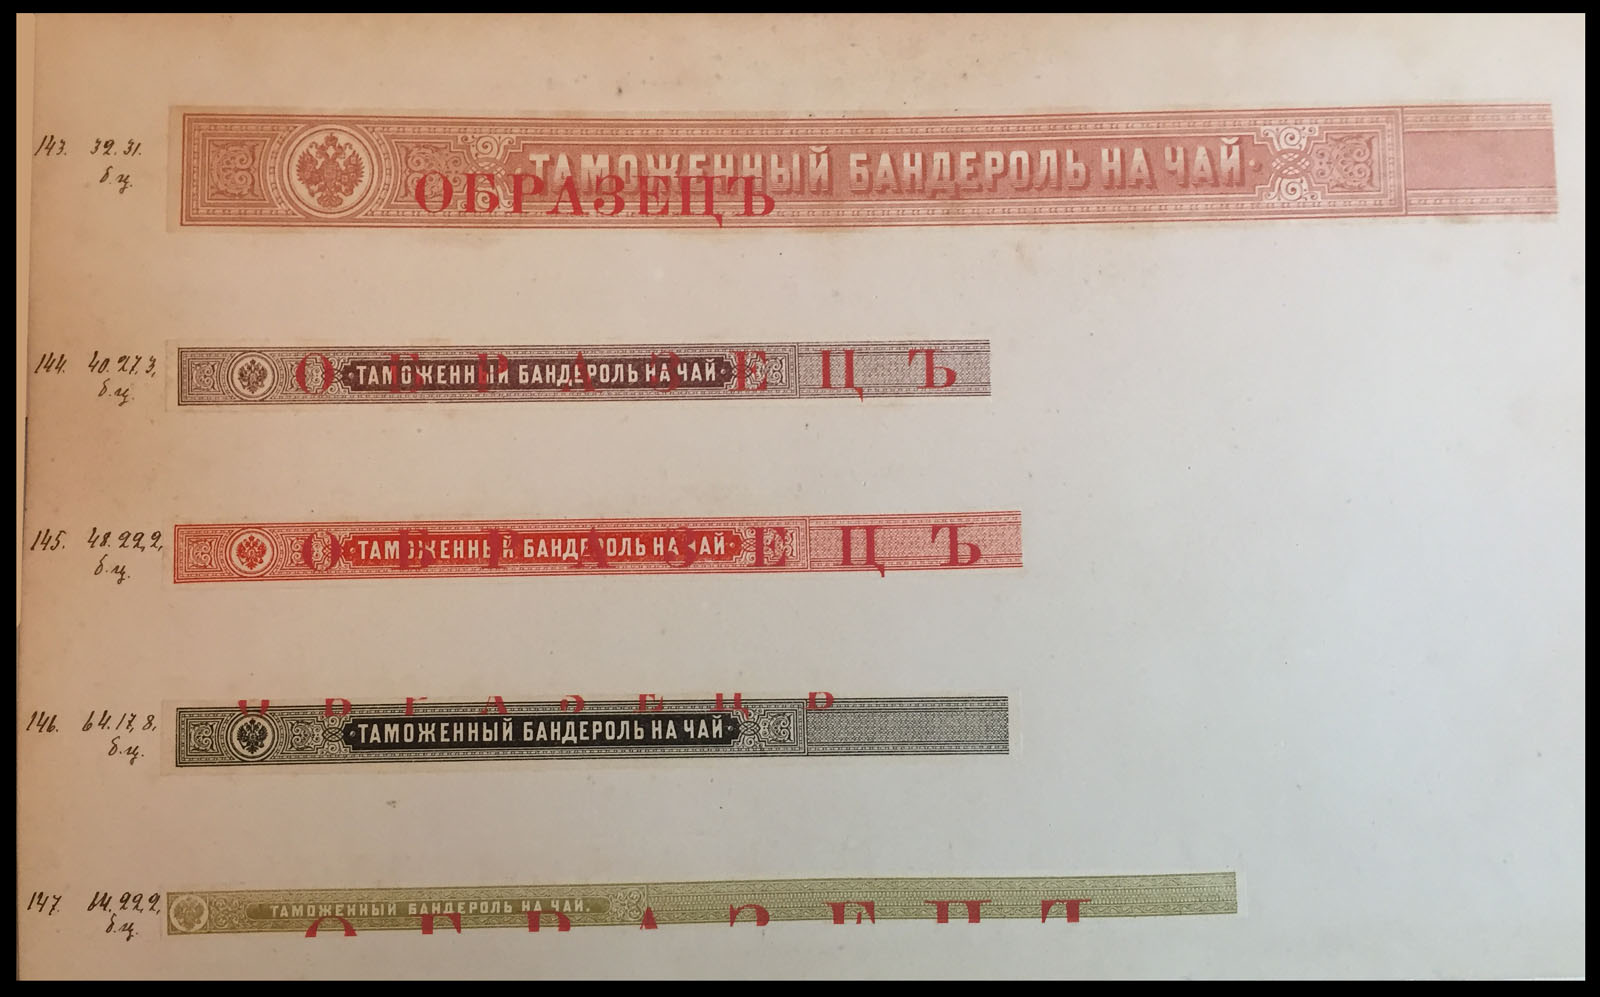 143. 32.31.
б.ц.
ТАМОЖЕННЫЙ БАНДЕРОЛЬ НА ЧАЙ
ОБРАЗЕЦЪ
144. 40.27,3,
б.ц.
ТАМОЖЕННЫЙ БАНДЕРОЛЬ НА ЧАЙ
ОБРАЗЕЦЪ
145. 48.22,2,
б.ц.
ТАМОЖЕННЫЙ БАНДЕРОЛЬ НА ЧАЙ
ОБРАЗЕЦЪ
146. 64.17,8,
б.ц.
ОБРАЗЕЦЪ
ТАМОЖЕННЫЙ БАНДЕРОЛЬ НА ЧАЙ
147. 64.22,2,
б.ц.
ТАМОЖЕННЫЙ БАНДЕРОЛЬ НА ЧАЙ.
ОБРАЗЕЦЪ